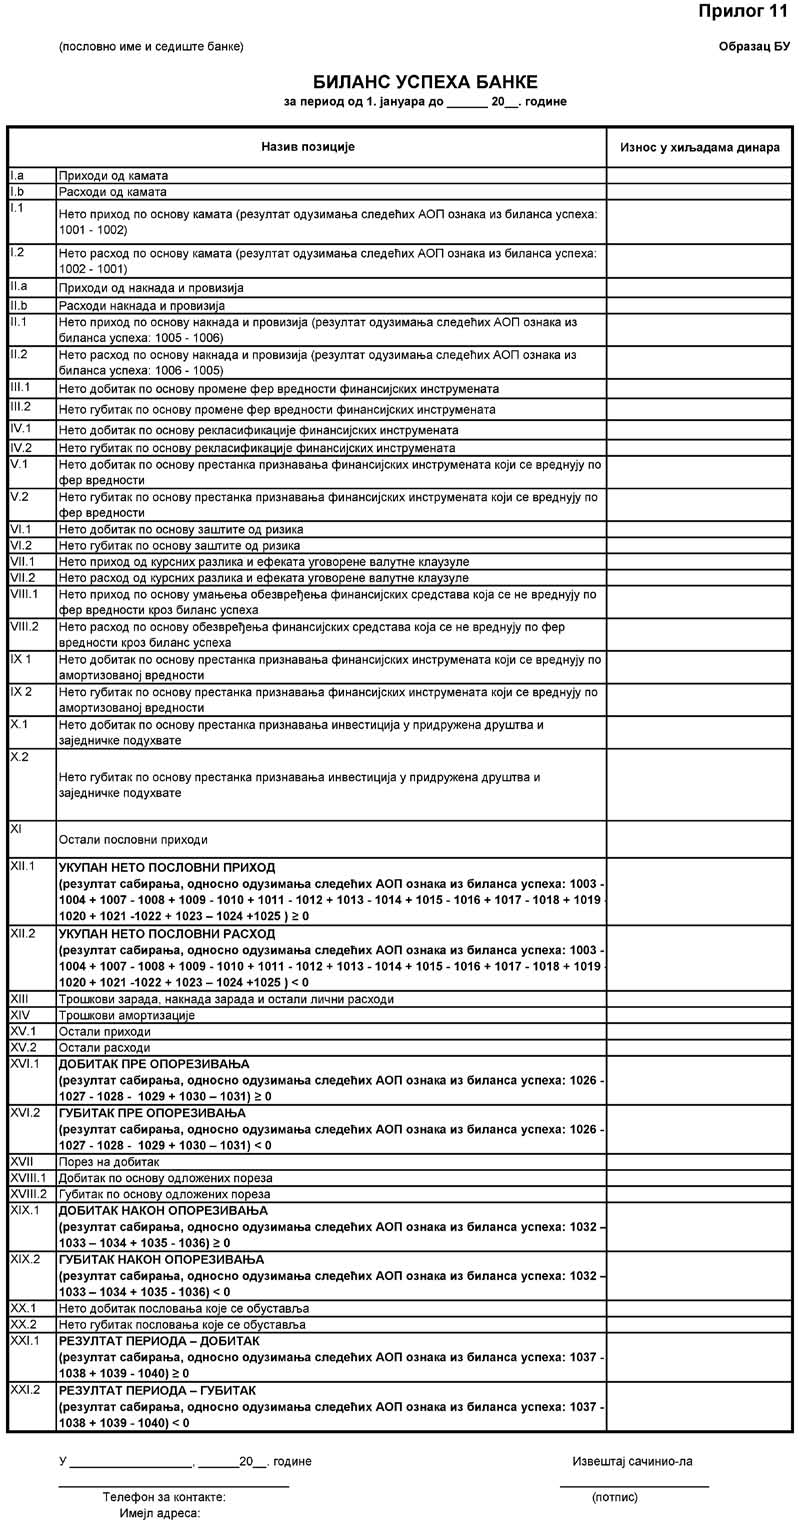 Прилог 11
(пословно име и седиште банке) Образац БУ
БИЛАНС УСПЕХА БАНКЕ
за период од 1. јануара до ______ 20__. године
Назив позиције Износ у хиљадама динара
I.a Приходи од камата
I.b Расходи од камата
I.1 Нето приход по основу камата (резултат одузимања следећих АОП ознака из биланса успеха:
1001 - 1002)
I.2 Нето расход по основу камата (резултат одузимања следећих АОП ознака из биланса успеха:
1002 - 1001)
II.a Приходи од накнада и провизија
II.b Расходи накнада и провизија
II.1 Нето приход по основу накнада и провизија (резултат одузимања следећих АОП ознака из
биланса успеха: 1005 - 1006)
II.2 Нето расход по основу накнада и провизија (резултат одузимања следећих АОП ознака из
биланса успеха: 1006 - 1005)
III.1 Нето добитак по основу промене фер вредности финансијских инструмената
III.2 Нето губитак по основу промене фер вредности финансијских инструмената
IV.1 Нето добитак по основу рекласификације финансијских инструмената
IV.2 Нето губитак по основу рекласификације финансијских инструмената
V.1 Нето добитак по основу престанка признавања финансијских инструмената који се вреднују по
фер вредности
V.2 Нето губитак по основу престанка признавања финансијских инструмената који се вреднују по
фер вредности
VI.1 Нето добитак по основу заштите од ризика
VI.2 Нето губитак по основу заштите од ризика
VII.1 Нето приход од курсних разлика и ефеката уговорене валутне клаузуле
VII.2 Нето расход од курсних разлика и ефеката уговорене валутне клаузуле
VIII.1 Нето приход по основу умањења обезвређења финансијских средстава која се не вреднују по
фер вредности кроз биланс успеха
VIII.2 Нето расход по основу обезвређења финансијских средстава која се не вреднују по фер
вредности кроз биланс успеха
IX 1 Нето добитак по основу престанка признавања финансијских инструмената који се вреднују по
амортизованој вредности
IX 2 Нето губитак по основу престанка признавања финансијских инструмената који се вреднују по
амортизованој вредности
X.1 Нето добитак по основу престанка признавања инвестиција у придружена друштва и
заједничке подухвате
X.2 Нето губитак по основу престанка признавања инвестиција у придружена друштва и
заједничке подухвате
XI Остали пословни приходи
XII.1 УКУПАН НЕТО ПОСЛОВНИ ПРИХОД
(резултат сабирања, односно одузимања следећих АОП ознака из биланса успеха: 1003 -
1004 + 1007 - 1008 + 1009 - 1010 + 1011 - 1012 + 1013 - 1014 + 1015 - 1016 + 1017 - 1018 + 1019 -
1020 + 1021 -1022 + 1023 – 1024 +1025 ) ≥ 0
XII.2 УКУПАН НЕТО ПОСЛОВНИ РАСХОД
(резултат сабирања, односно одузимања следећих АОП ознака из биланса успеха: 1003 -
1004 + 1007 - 1008 + 1009 - 1010 + 1011 - 1012 + 1013 - 1014 + 1015 - 1016 + 1017 - 1018 + 1019 -
1020 + 1021 -1022 + 1023 – 1024 +1025 ) < 0
XIII Трошкови зарада, накнада зарада и остали лични расходи
XIV Трошкови амортизације
XV.1 Остали приходи
XV.2 Остали расходи
XVI.1 ДОБИТАК ПРЕ ОПОРЕЗИВАЊА
(резултат сабирања, односно одузимања следећих АОП ознака из биланса успеха: 1026 -
1027 - 1028 - 1029 + 1030 – 1031) ≥ 0
XVI.2 ГУБИТАК ПРЕ ОПОРЕЗИВАЊА
(резултат сабирања, односно одузимања следећих АОП ознака из биланса успеха: 1026 -
1027 - 1028 - 1029 + 1030 – 1031) < 0
XVII Порез на добитак
XVIII.1 Добитак по основу одложених пореза
XVIII.2 Губитак по основу одложених пореза
XIX.1 ДОБИТАК НАКОН ОПОРЕЗИВАЊА
(резултат сабирања, односно одузимања следећих АОП ознака из биланса успеха: 1032 –
1033 – 1034 + 1035 - 1036) ≥ 0
XIX.2 ГУБИТАК НАКОН ОПОРЕЗИВАЊА
(резултат сабирања, односно одузимања следећих АОП ознака из биланса успеха: 1032 –
1033 – 1034 + 1035 - 1036) < 0
XX.1 Нето добитак пословања које се обуставља
XX.2 Нето губитак пословања које се обуставља
XXI.1 РЕЗУЛТАТ ПЕРИОДА – ДОБИТАК
(резултат сабирања, односно одузимања следећих АОП ознака из биланса успеха: 1037 -
1038 + 1039 - 1040) ≥ 0
XXI.2 РЕЗУЛТАТ ПЕРИОДА – ГУБИТАК
(резултат сабирања, односно одузимања следећих АОП ознака из биланса успеха: 1037 -
1038 + 1039 - 1040) < 0
У __________________, ______20__. године Извештај сачинио-ла
Телефон за контакте: (потпис)
Имејл адреса: